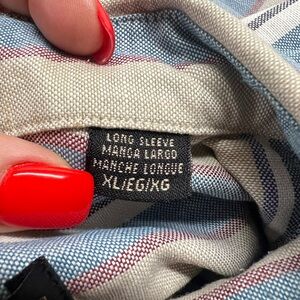 LONG SLEEVE
MANGA LARGO
MANCHE LONGUE
XL/EG/XG